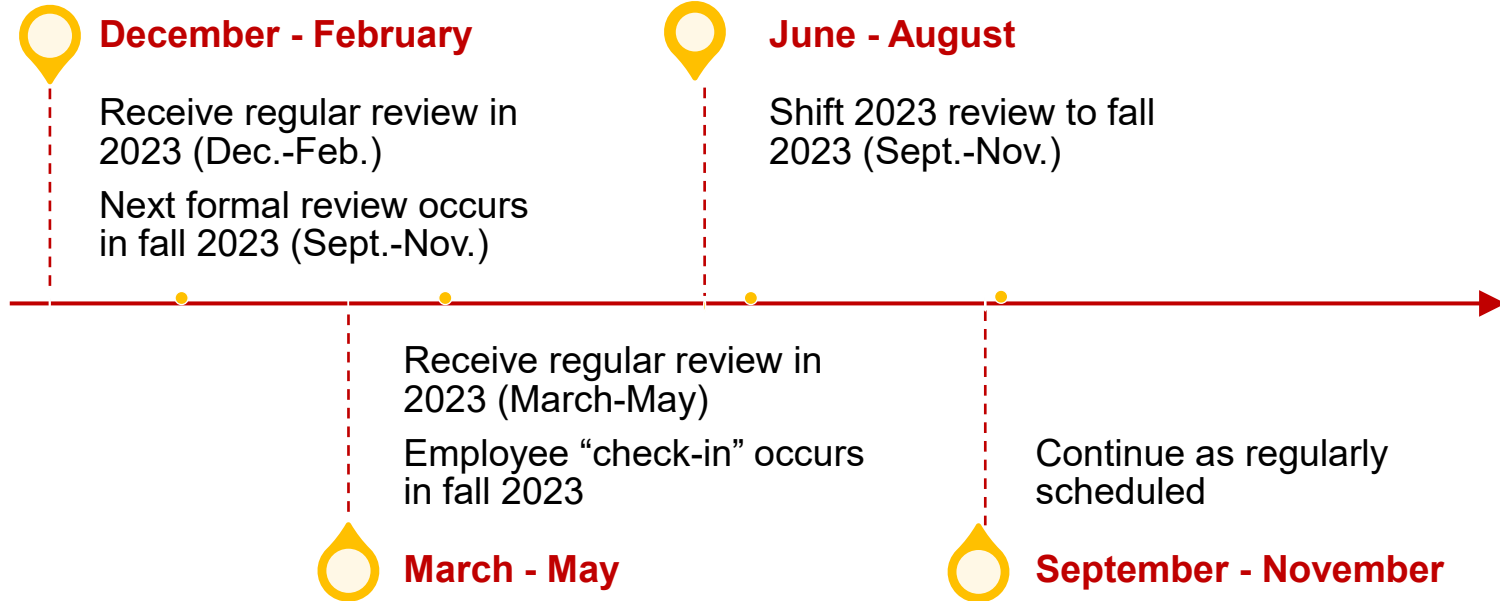 December - February
Receive regular review in
2023 (Dec.-Feb.)
Next formal review occurs
in fall 2023 (Sept.-Nov.)
June - August
Shift 2023 review to fall
2023 (Sept.-Nov.)
Receive regular review in
2023 (March-May)
Employee “check-in” occurs
in fall 2023
March - May
Continue as regularly
scheduled
September - November